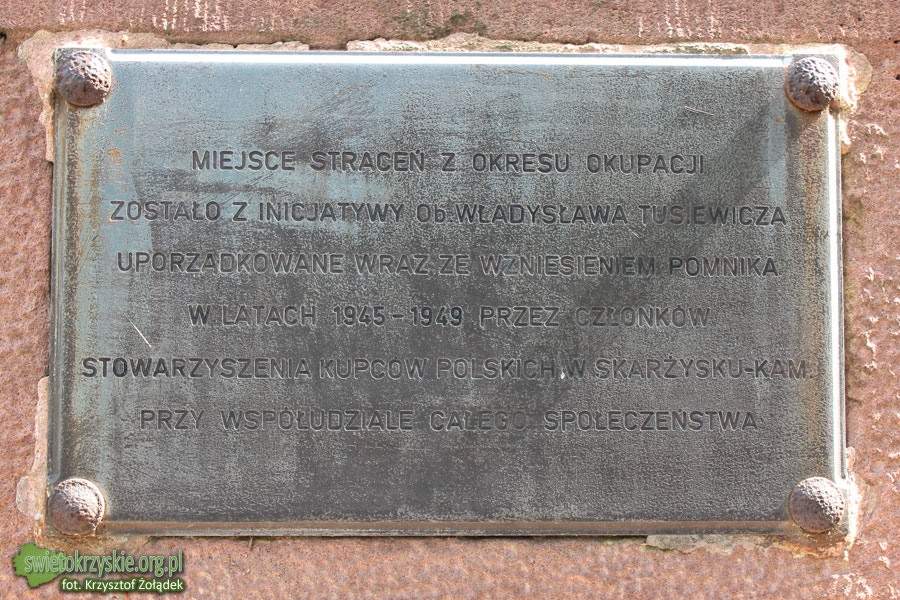 MIEJSCE STRACEŃ Z OKRESU OKUPACJI
ZOSTAŁO Z INICJATYWY Ob. WŁADYSŁAWA TUSIEWICZA
UPORZĄDKOWANE WRAZ ZE WZNIESIENIEM POMNIKA
W LATACH 1945-1949 PRZEZ CZŁONKÓW
STOWARZYSZENIA KUPCÓW POLSKICH W SKARŻYSKU-KAM.
PRZY WSPÓŁUDZIALE CAŁEGO SPOŁECZEŃSTWA
swietokrzyskie.org.pl
fot. Krzysztof Żołądek